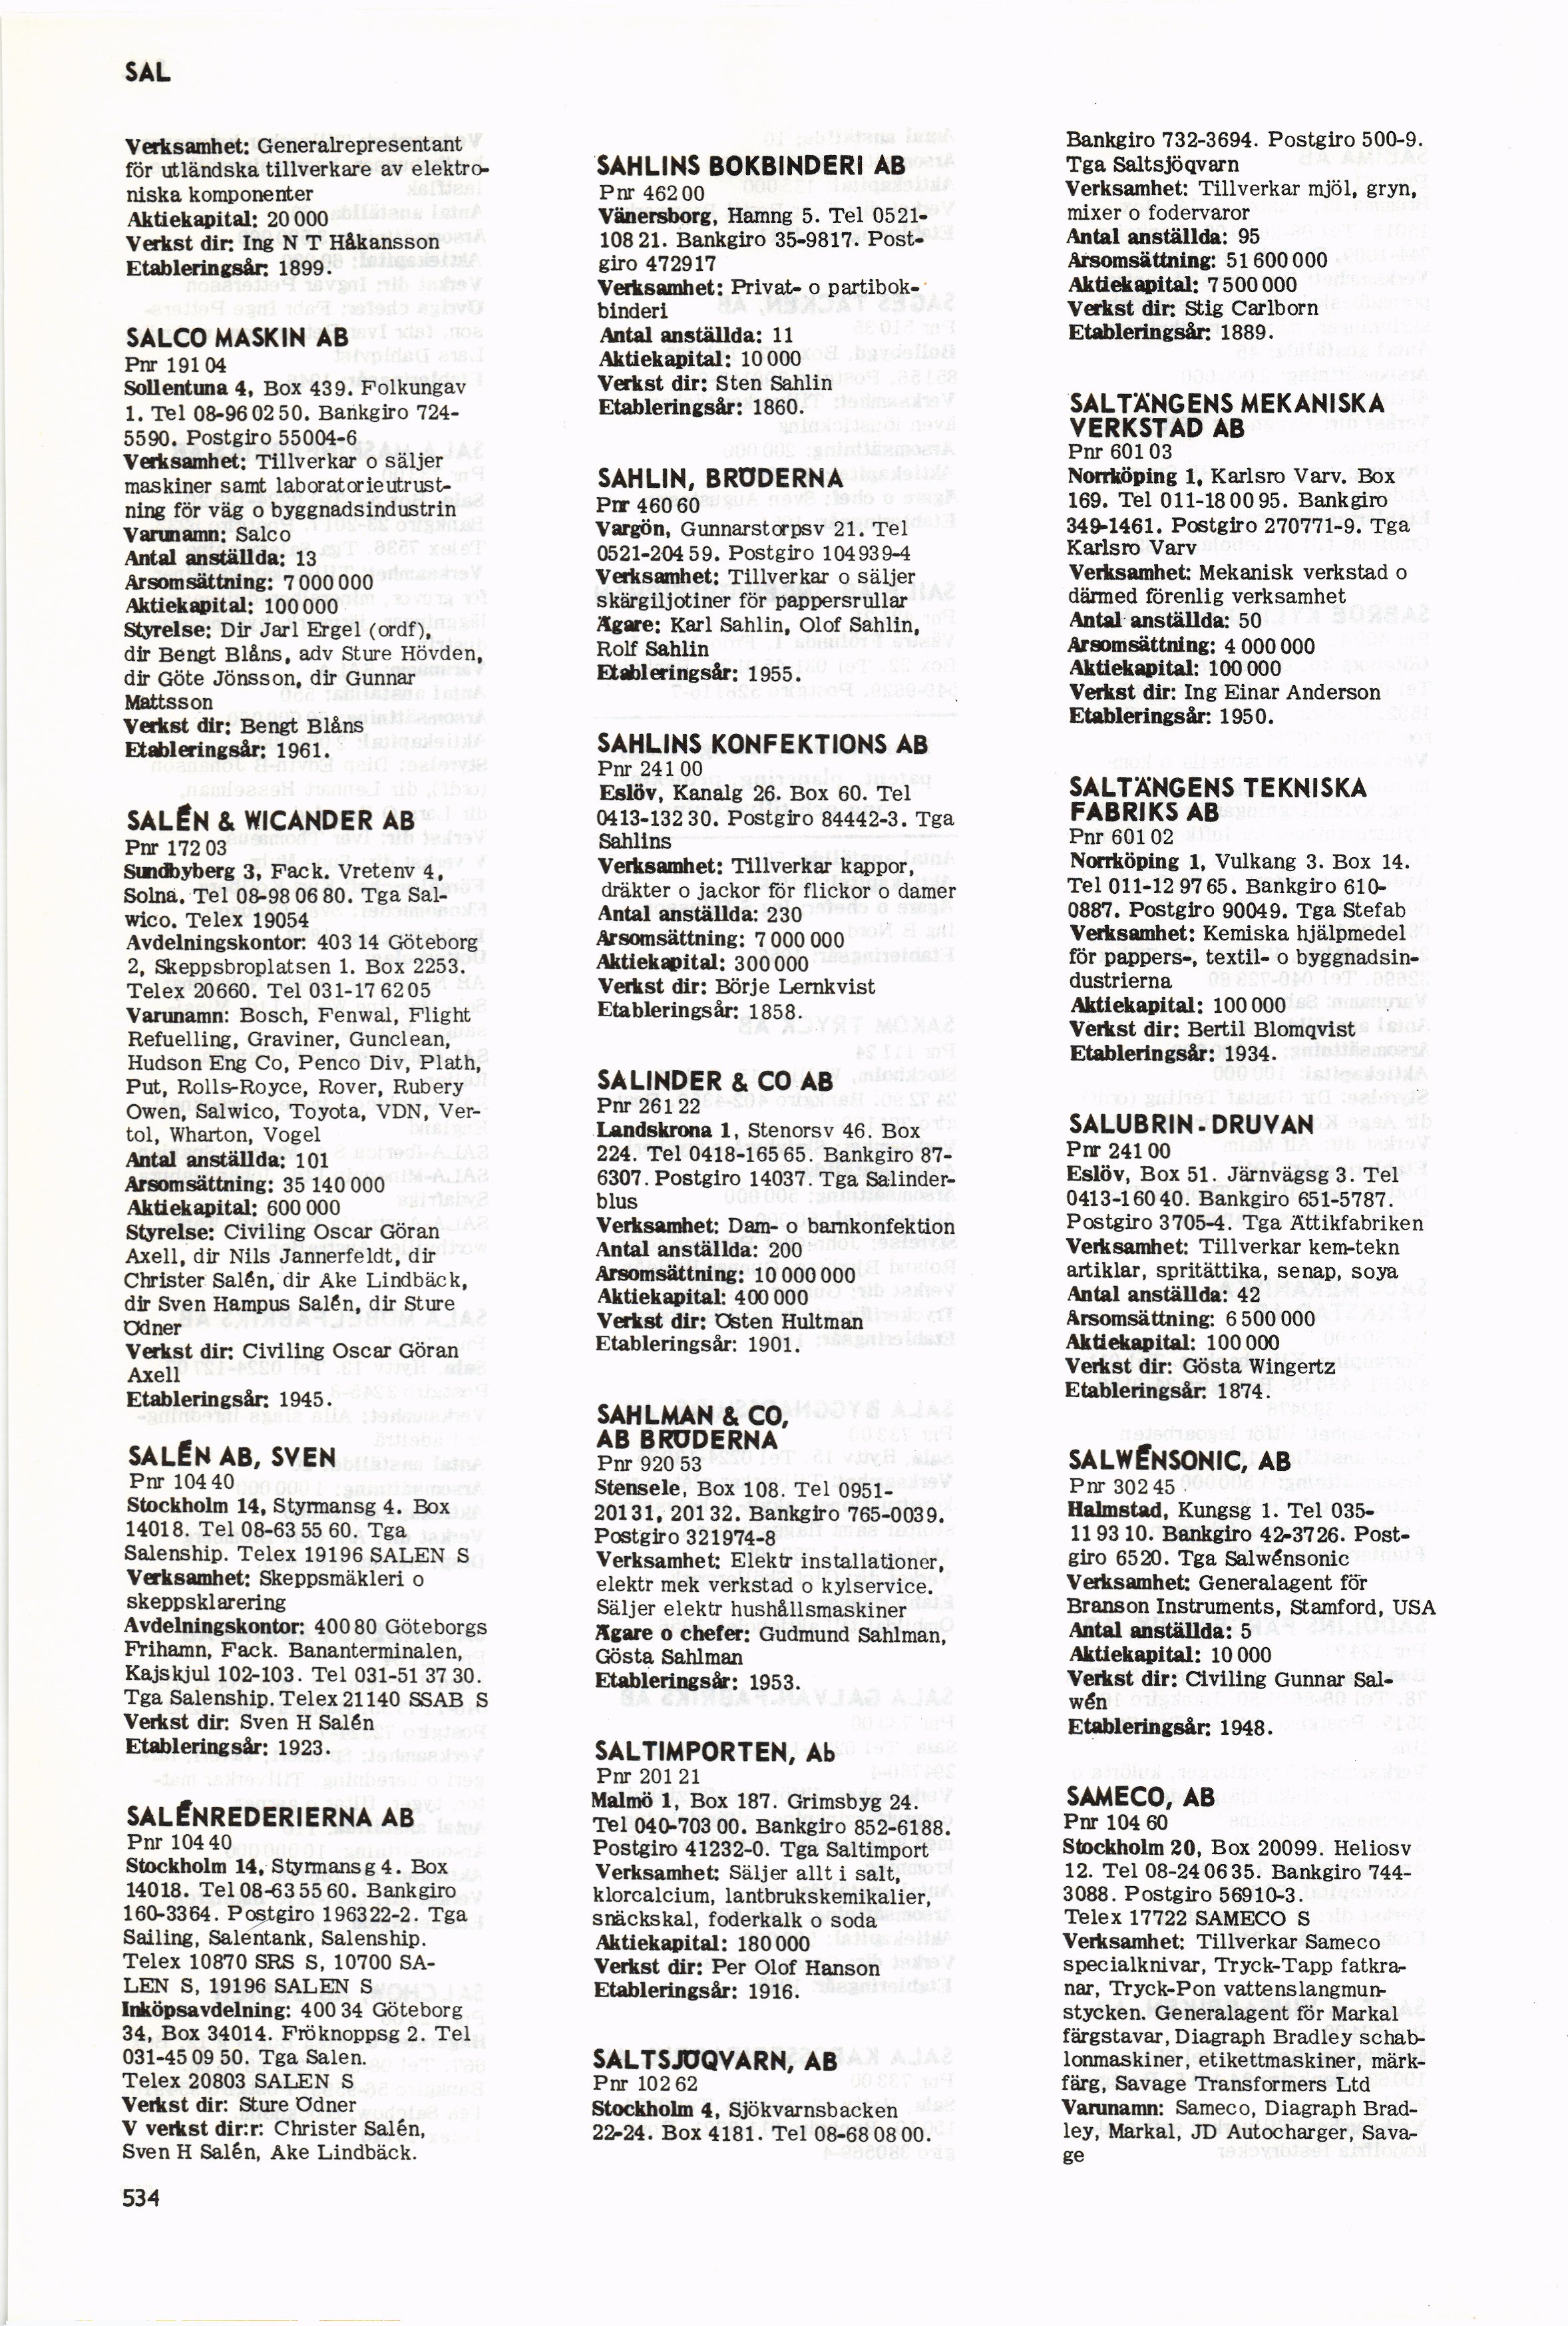 SAL
Verksamhet: Generalrepresentant
för utländska tillverkare av elektro-
niska komponenter
Aktiekapital: 20 000
Verkst dir: Ing N T Håkansson
Etableringsår: 1899.
SALCO MASKIN AB
Pnr 191 04
Sollentuna 4, Box 439. Folkungav
1. Tel 08-96 02 50. Bankgiro 724-
5590. Postgiro 55004-6
Verksamhet: Tillverkar o säljer
maskiner samt laboratorieutrust-
ning för väg o byggnadsindustrin
Varunamn: Salco
Antal anställda: 13
Årsomsättning: 7 000 000
Aktiekapital: 100 000
Styrelse: Dir Jarl Ergel (ordf),
dir Bengt Blåns, adv Sture Hövden,
dir Göte Jönsson, dir Gunnar
Mattsson
Verkst dir: Bengt Blåns
Etableringsår: 1961.
SALÉN & WICANDER AB
Pnr 172 03
Sundbyberg 3, Fack. Vretenv 4,
Solna. Tel 08-98 06 80. Tga Sal-
wico. Telex 19054
Avdelningskontor: 403 14 Göteborg
2, Skeppsbroplatsen 1. Box 2253.
Telex 20660. Tel 031-17 62 05
Varunamn: Bosch, Fenwal, Flight
Refuelling, Graviner, Gunclean,
Hudson Eng Co, Penco Div, Plath,
Put, Rolls-Royce, Rover, Rubery
Owen, Salwico, Toyota, VDN, Ver-
tol, Wharton, Vogel
Antal anställda: 101
Årsomsättning: 35 140 000
Aktiekapital: 600 000
Styrelse: Civiling Oscar Göran
Axell, dir Nils Jannerfeldt, dir
Christer Salén, dir Åke Lindbäck,
dir Sven Hampus Salén, dir Sture
Ödner
Verkst dir: Civiling Oscar Göran
Axell
Etableringsår: 1945.
SALÉN AB, SVEN
Pnr 104 40
Stockholm 14, Styrmansg 4. Box
14018. Tel 08-63 55 60. Tga
Salenship. Telex 19196 SALEN S
Verksamhet: Skeppsmäkleri o
skeppsklarering
Avdelningskontor: 400 80 Göteborgs
Frihamn, Fack. Bananterminalen,
Kajskjul 102-103. Tel 031-51 37 30.
Tga Salenship. Telex 21140 SSAB S
Verkst dir: Sven H Salén
Etableringsår: 1923.
SALÉNREDERIERNA AB
Pnr 104 40
Stockholm 14, Styrmansg 4. Box
14018. Tel 08-63 55 60. Bankgiro
160-3364. Postgiro 196322-2. Tga
Sailing, Salentank, Salenship.
Telex 10870 SRS S, 10700 SA-
LEN S, 19196 SALEN S
Inköpsavdelning: 400 34 Göteborg
34, Box 34014. Fröknoppsg 2. Tel
031-45 09 50. Tga Salen.
Telex 20803 SALEN S
Verkst dir: Sture Ödner
V verkst dir:r: Christer Salén,
Sven H Salén, Åke Lindbäck.
534
SAHLINS BOKBINDERI AB
Pnr 462 00
Vänersborg, Hamng 5. Tel 0521-
108 21. Bankgiro 35-9817. Post-
giro 472917
Verksamhet: Privat- o partibok-
binderi
Antal anställda: 11
Aktiekapital: 10 000
Verkst dir: Sten Sahlin
Etableringsår: 1860.
SAHLIN, BRÖDERNA
Pnr 460 60
Vargön, Gunnarstorpsv 21. Tel
0521-204 59. Postgiro 104939-4
Verksamhet: Tillverkar o säljer
skärgiljotiner för pappersrullar
Ägare: Karl Sahlin, Olof Sahlin,
Rolf Sahlin
Etableringsår: 1955.
SAHLINS KONFEKTIONS AB
Pnr 241 00
Eslöv, Kanalg 26. Box 60. Tel
0413-132 30. Postgiro 84442-3. Tga
Sahlins
Verksamhet: Tillverkar kappor,
dräkter o jackor för flickor o damer
Antal anställda: 230
Årsomsättning: 7 000 000
Aktiekapital: 300 000
Verkst dir: Börje Lernkvist
Etableringsår: 1858.
SALINDER & CO AB
Pnr 261 22
Landskrona 1, Stenorsv 46. Box
224. Tel 0418-165 65. Bankgiro 87-
6307. Postgiro 14037. Tga Salinder-
blus
Verksamhet: Dam- o barnkonfektion
Antal anställda: 200
Årsomsättning: 10 000 000
Aktiekapital: 400 000
Verkst dir: Östen Hultman
Etableringsår: 1901.
SAHLMAN & CO,
AB BRÖDERNA
Pnr 920 53
Stensele, Box 108. Tel 0951-
201 31, 201 32. Bankgiro 765-0039.
Postgiro 321974-8
Verksamhet: Elektr installationer,
elektr mek verkstad o kylservice.
Säljer elektr hushållsmaskiner
Ägare o chefer: Gudmund Sahlman,
Gösta Sahlman
Etableringsår: 1953.
SALTIMPORTEN, Ab
Pnr 201 21
Malmö 1, Box 187. Grimsbyg 24.
Tel 040-703 00. Bankgiro 852-6188.
Postgiro 41232-0. Tga Saltimport
Verksamhet: Säljer allt i salt,
klorcalcium, lantbrukskemikalier,
snäckskal, foderkalk o soda
Aktiekapital: 180 000
Verkst dir: Per Olof Hanson
Etableringsår: 1916.
SALTSJÖQVARN, AB
Pnr 102 62
Stockholm 4, Sjökvarnsbacken
22-24. Box 4181. Tel 08-68 08 00.
Bankgiro 732-3694. Postgiro 500-9.
Tga Saltsjöqvarn
Verksamhet: Tillverkar mjöl, gryn,
mixer o fodervaror
Antal anställda: 95
Årsomsättning: 51 600 000
Aktiekapital: 7 500 000
Verkst dir: Stig Carlborn
Etableringsår: 1889.
SALTÄNGENS MEKANISKA
VERKSTAD AB
Pnr 601 03
Norrköping 1, Karlsro Varv. Box
169. Tel 011-18 00 95. Bankgiro
349-1461. Postgiro 270771-9. Tga
Karlsro Varv
Verksamhet: Mekanisk verkstad o
därmed förenlig verksamhet
Antal anställda: 50
Årsomsättning: 4 000 000
Aktiekapital: 100 000
Verkst dir: Ing Einar Anderson
Etableringsår: 1950.
SALTÄNGENS TEKNISKA
FABRIKS AB
Pnr 601 02
Norrköping 1, Vulkang 3. Box 14.
Tel 011-12 97 65. Bankgiro 610-
0887. Postgiro 90049. Tga Stefab
Verksamhet: Kemiska hjälpmedel
för pappers-, textil- o byggnadsin-
dustrierna
Aktiekapital: 100 000
Verkst dir: Bertil Blomqvist
Etableringsår: 1934.
SALUBRIN-DRUVAN
Pnr 241 00
Eslöv, Box 51. Järnvägsg 3. Tel
0413-160 40. Bankgiro 651-5787.
Postgiro 3705-4. Tga Ättikfabriken
Verksamhet: Tillverkar kem-tekn
artiklar, spritättika, senap, soya
Antal anställda: 42
Årsomsättning: 6 500 000
Aktiekapital: 100 000
Verkst dir: Gösta Wingertz
Etableringsår: 1874.
SALWÉNSONIC, AB
Pnr 302 45
Halmstad, Kungsg 1. Tel 035-
11 93 10. Bankgiro 42-3726. Post-
giro 6520. Tga Salwénsonic
Verksamhet: Generalagent för
Branson Instruments, Stamford, USA
Antal anställda: 5
Aktiekapital: 10 000
Verkst dir: Civiling Gunnar Sal-
wén
Etableringsår: 1948.
SAMECO, AB
Pnr 104 60
Stockholm 20, Box 20099. Heliosv
12. Tel 08-24 06 35. Bankgiro 744-
3088. Postgiro 56910-3.
Telex 17722 SAMECO S
Verksamhet: Tillverkar Sameco
specialknivar, Tryck-Tapp fatkra-
nar, Tryck-Pon vattenslangmun-
stycken. Generalagent för Markal
färgstavar, Diagraph Bradley schab-
lonmaskiner, etikettmaskiner, märk-
färg, Savage Transformers Ltd
Varunamn: Sameco, Diagraph Brad-
ley, Markal, JD Autocharger, Sava-
ge